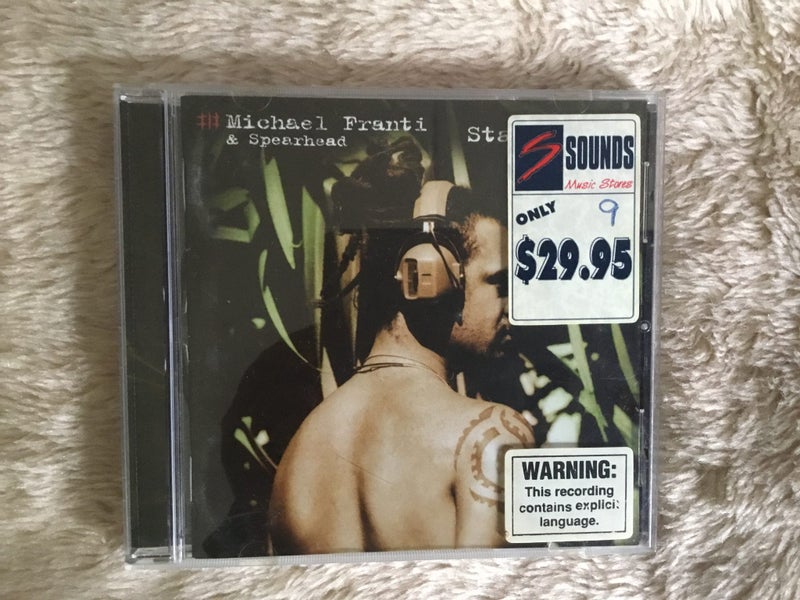 Michael Franti
& Spearhead
Sta
SOUNDS
Music Stores
ONLY
9
$29.95
WARNING:
This recording
contains explicit
language.